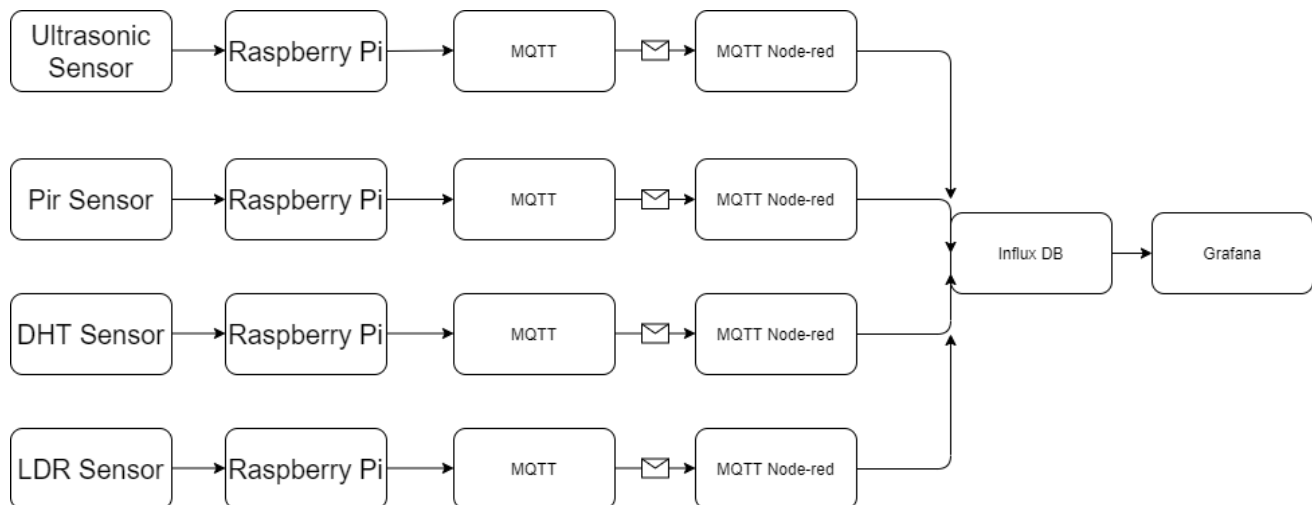 Ultrasonic
Sensor
Raspberry Pi
MQTT
MQTT Node-red
Pir Sensor
Raspberry Pi
MQTT
MQTT Node-red
Influx DB
Grafana
DHT Sensor
Raspberry Pi
MQTT
MQTT Node-red
LDR Sensor
Raspberry Pi
MQTT
MQTT Node-red